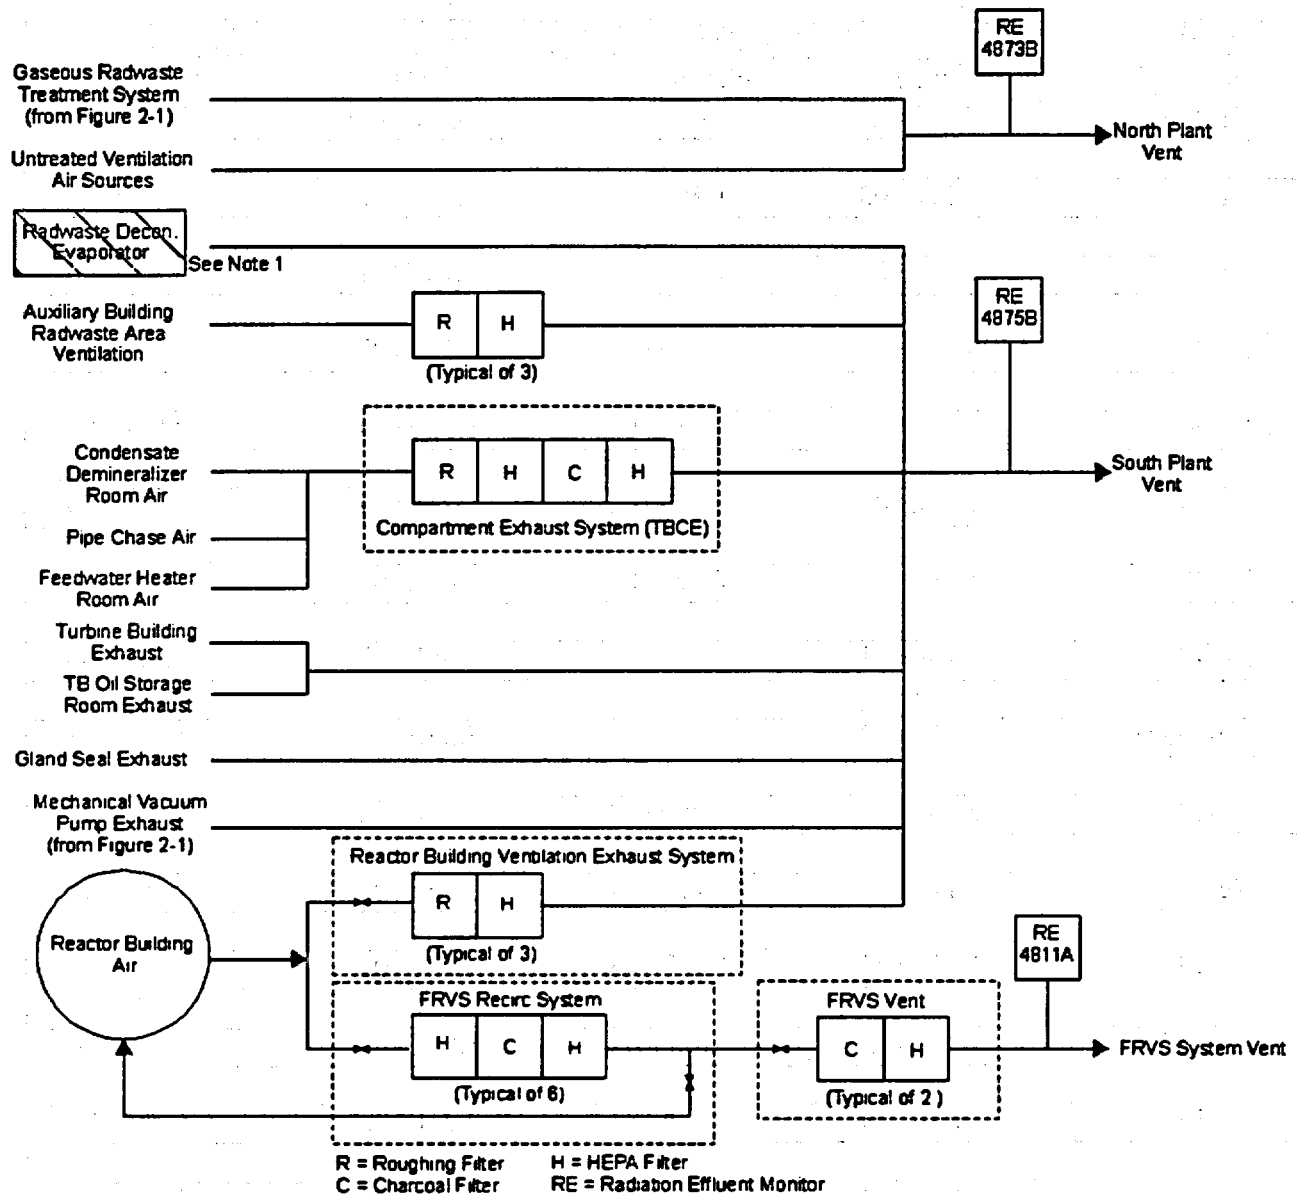 RE
4873B
Gaseous Radwaste
Treatment System
(from Figure 2-1)
North Plant
Vent
Untreated Ventilation
Air Sources
Radwaste Decon.
Evaporator
See Note 1
RE
4875B
Auxiliary Building
Radwaste Area
Ventilation
R H
(Typical of 3)
Condensate
Demineralizer
Room Air
R H C H
South Plant
Vent
Compartment Exhaust System (TBCE)
Pipe Chase Air
Feedwater Heater
Room Air
Turbine Building
Exhaust
TB Oil Storage
Room Exhaust
Gland Seal Exhaust
Mechanical Vacuum
Pump Exhaust
(from Figure 2-1)
Reactor Building Ventilation Exhaust System
R H
(Typical of 3)
Reactor Building
Air
RE
4811A
FRVS Recirc System
H C H
(Typical of 6)
FRVS Vent
C H
(Typical of 2 )
FRVS System Vent
R = Roughing Filter H = HEPA Filter
C = Charcoal Filter RE = Radiation Effluent Monitor